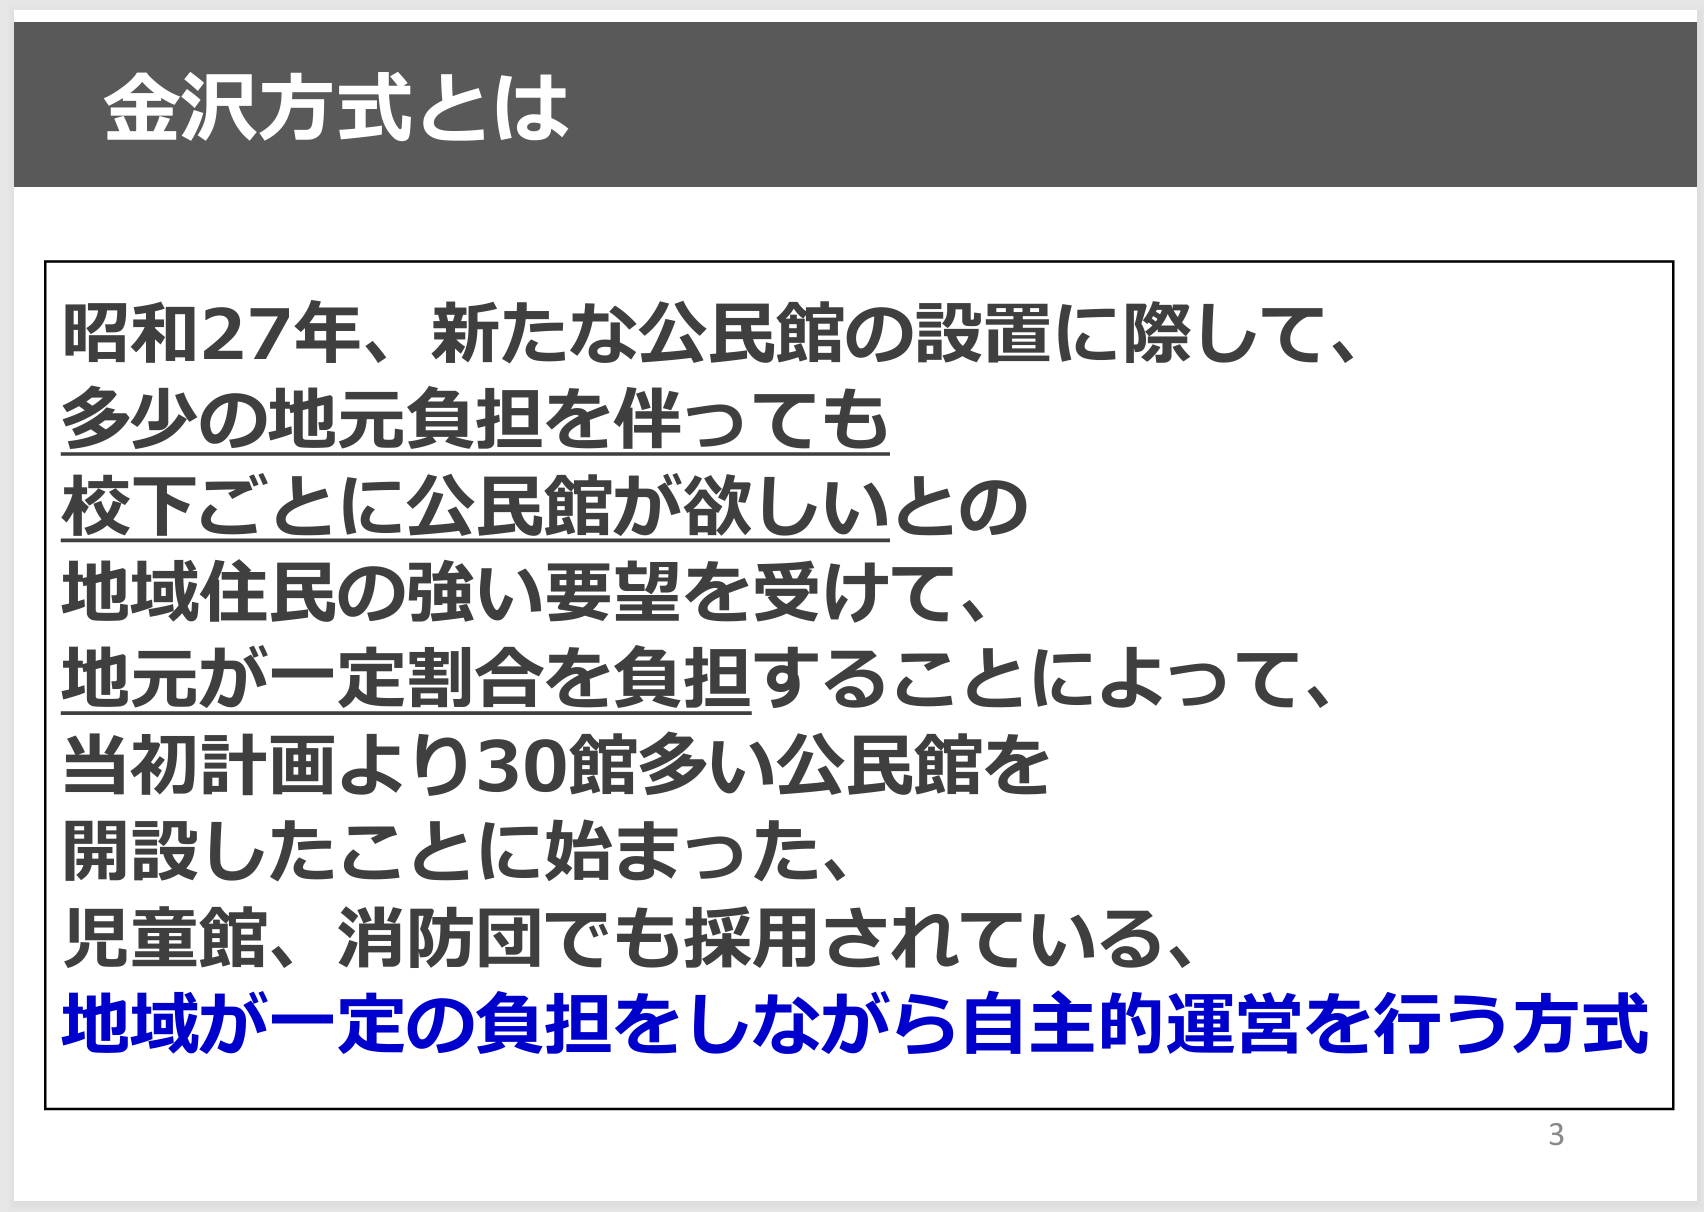 金沢方式とは
昭和27年、新たな公民館の設置に際して、
多少の地元負担を伴っても
校下ごとに公民館が欲しいとの
地域住民の強い要望を受けて、
地元が一定割合を負担することによって、
当初計画より30館多い公民館を
開設したことに始まった、
児童館、消防団でも採用されている、
地域が一定の負担をしながら自主的運営を行う方式
3